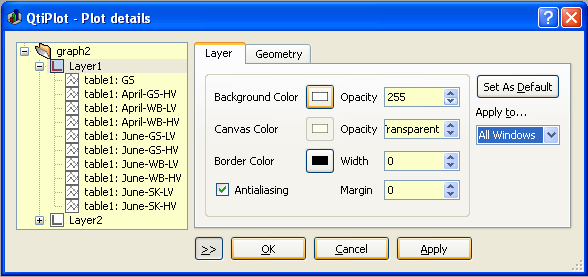 QtiPlot - Plot details
graph2
Layer1
table1: GS
table1: April-GS-HV
table1: April-WB-LV
table1: April-WB-HV
table1: June-GS-LV
table1: June-GS-HV
table1: June-WB-LV
table1: June-WB-HV
table1: June-SK-LV
table1: June-SK-HV
Layer2
Layer Geometry
Background Color Opacity 255
Canvas Color Opacity ransparent
Border Color Width 0
Antialiasing Margin 0
Set As Default
Apply to...
All Windows
>> OK Cancel Apply